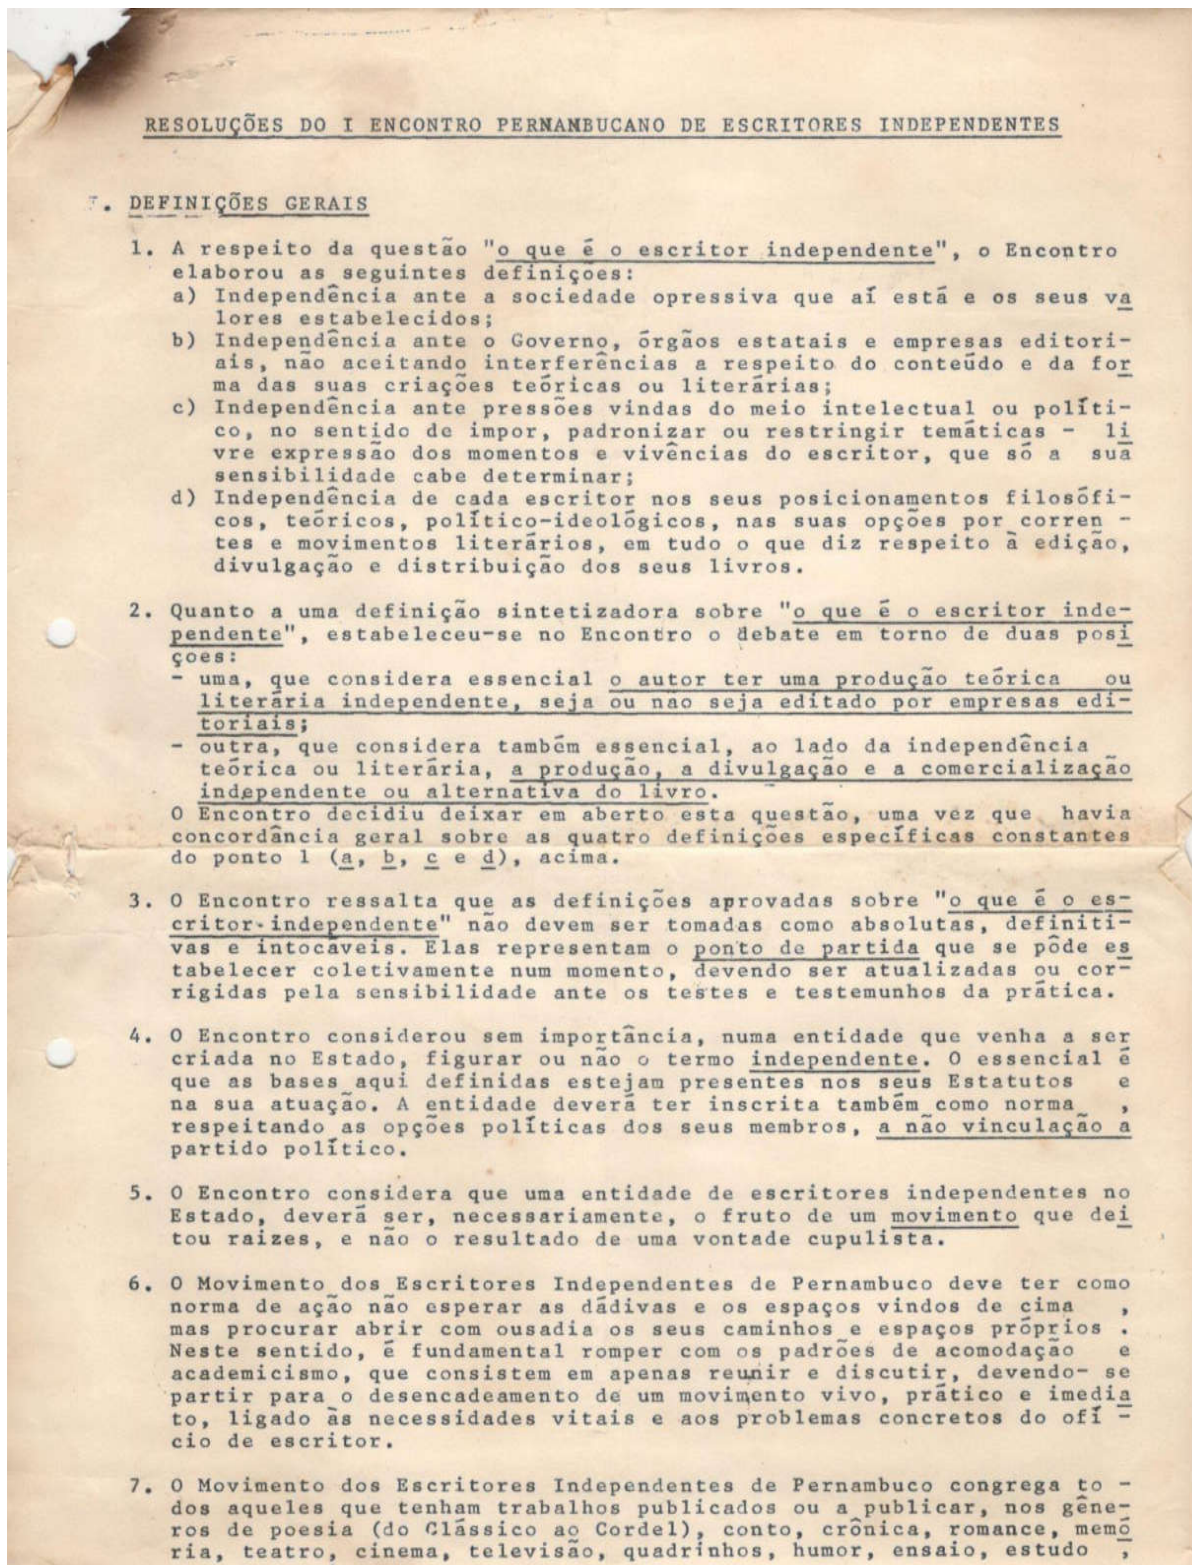 RESOLUÇÕES DO I ENCONTRO PERNAMBUCANO DE ESCRITORES INDEPENDENTES
I. DEFINIÇÕES GERAIS
1. A respeito da questão "o que é o escritor independente", o Encontro
elaborou as seguintes definições:
a) Independência ante a sociedade opressiva que aí está e os seus va
lores estabelecidos;
b) Independência ante o Governo, órgãos estatais e empresas editori-
ais, não aceitando interferências a respeito do conteúdo e da for
ma das suas criações teóricas ou literárias;
c) Independência ante pressões vindas do meio intelectual ou políti-
co, no sentido de impor, padronizar ou restringir temáticas - li
vre expressão dos momentos e vivências do escritor, que só a sua
sensibilidade cabe determinar;
d) Independência de cada escritor nos seus posicionamentos filosófi-
cos, teóricos, político-ideológicos, nas suas opções por corren -
tes e movimentos literários, em tudo o que diz respeito à edição,
divulgação e distribuição dos seus livros.
2. Quanto a uma definição sintetizadora sobre "o que é o escritor inde-
pendente", estabeleceu-se no Encontro o debate em torno de duas posi
ções:
- uma, que considera essencial o autor ter uma produção teórica ou
literária independente, seja ou não seja editado por empresas edi-
toriais;
- outra, que considera também essencial, ao lado da independência
teórica ou literária, a produção, a divulgação e a comercialização
independente ou alternativa do livro.
O Encontro decidiu deixar em aberto esta questão, uma vez que havia
concordância geral sobre as quatro definições específicas constantes
do ponto 1 (a, b, c e d), acima.
3. O Encontro ressalta que as definições aprovadas sobre "o que é o es-
critor independente" não devem ser tomadas como absolutas, definiti-
vas e intocáveis. Elas representam o ponto de partida que se pôde es
tabelecer coletivamente num momento, devendo ser atualizadas ou cor-
rigidas pela sensibilidade ante os testes e testemunhos da prática.
4. O Encontro considerou sem importância, numa entidade que venha a ser
criada no Estado, figurar ou não o termo independente. O essencial é
que as bases aqui definidas estejam presentes nos seus Estatutos e
na sua atuação. A entidade deverá ter inscrita também como norma ,
respeitando as opções políticas dos seus membros, a não vinculação a
partido político.
5. O Encontro considera que uma entidade de escritores independentes no
Estado, deverá ser, necessariamente, o fruto de um movimento que dei
tou raizes, e não o resultado de uma vontade cupulista.
6. O Movimento dos Escritores Independentes de Pernambuco deve ter como
norma de ação não esperar as dádivas e os espaços vindos de cima ,
mas procurar abrir com ousadia os seus caminhos e espaços próprios .
Neste sentido, é fundamental romper com os padrões de acomodação e
academicismo, que consistem em apenas reunir e discutir, devendo- se
partir para o desencadeamento de um movimento vivo, prático e imedia
to, ligado às necessidades vitais e aos problemas concretos do ofí -
cio de escritor.
7. O Movimento dos Escritores Independentes de Pernambuco congrega to -
dos aqueles que tenham trabalhos publicados ou a publicar, nos gêne-
ros de poesia (do Clássico ao Cordel), conto, crônica, romance, memó
ria, teatro, cinema, televisão, quadrinhos, humor, ensaio, estudo ,